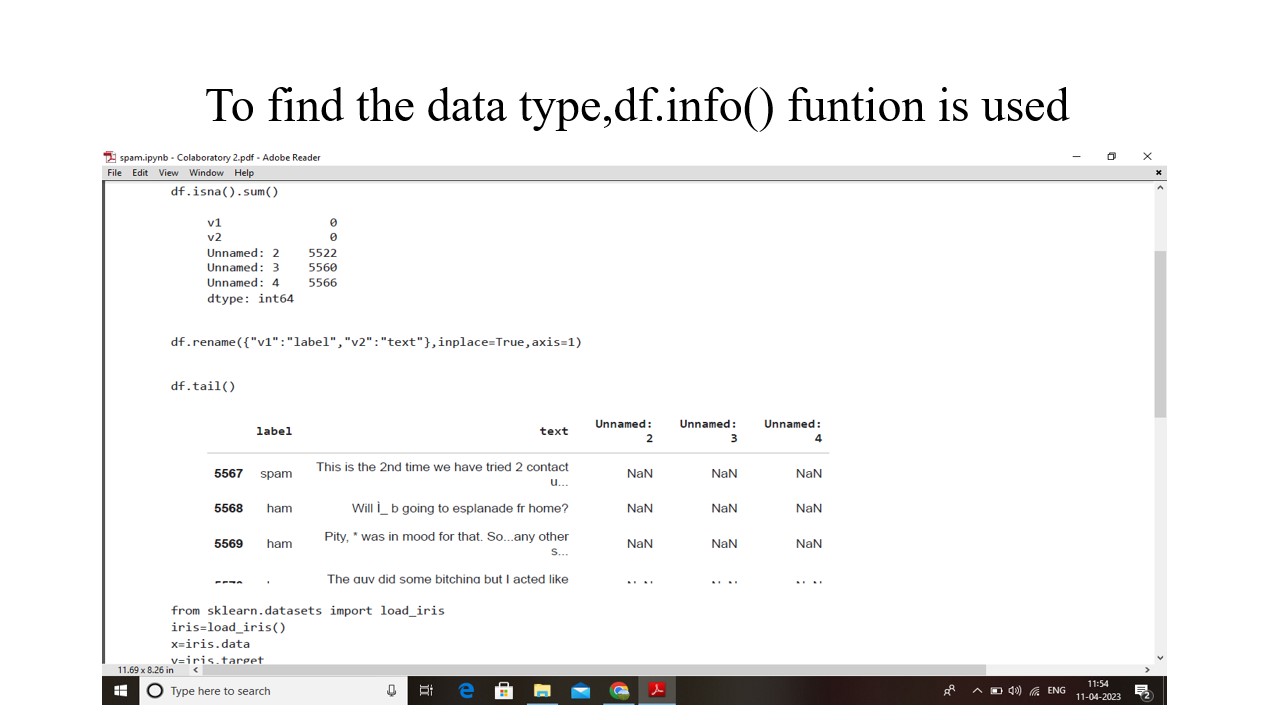 To find the data type,df.info() funtion is used
spam.ipynb - Colaboratory 2.pdf - Adobe Reader
File Edit View Window Help
df.isna().sum()
v1 0
v2 0
Unnamed: 2 5522
Unnamed: 3 5560
Unnamed: 4 5566
dtype: int64
df.rename({"v1":"label","v2":"text"},inplace=True,axis=1)
df.tail()
label text Unnamed: 2 Unnamed: 3 Unnamed: 4
5567 spam This is the 2nd time we have tried 2 contact u... NaN NaN NaN
5568 ham Will Ì_ b going to esplanade fr home? NaN NaN NaN
5569 ham Pity, * was in mood for that. So...any other s... NaN NaN NaN
The guy did some bitching but I acted like
from sklearn.datasets import load_iris
iris=load_iris()
x=iris.data
y=iris.target
11.69 x 8.26 in
Type here to search
ENG
11:54
11-04-2023
2